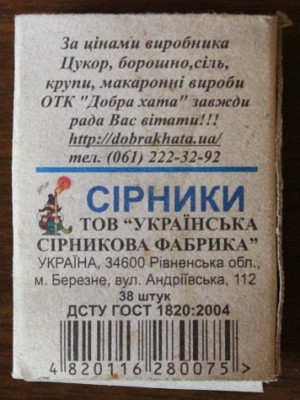 За цінами виробника
Цукор, борошно,сіль,
крупи, макаронні вироби
ОТК "Добра хата" завжди
рада Вас вітати!!!
http://dobrakhata.ua/
тел. (061) 222-32-92
СІРНИКИ
ТОВ “УКРАЇНСЬКА
СІРНИКОВА ФАБРИКА”
УКРАЇНА, 34600 Рівненська обл.,
м. Березне, вул. Андріївська, 112
38 штук
ДСТУ ГОСТ 1820:2004
4 820116 280075 >